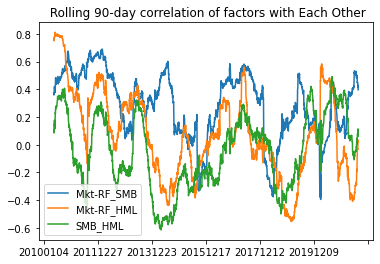 Rolling 90-day correlation of factors with Each Other
0.8
0.6
0.4
0.2
0.0
−0.2
−0.4
−0.6
Mkt-RF_SMB
Mkt-RF_HML
SMB_HML
20100104 20111227 20131223 20151217 20171212 20191209